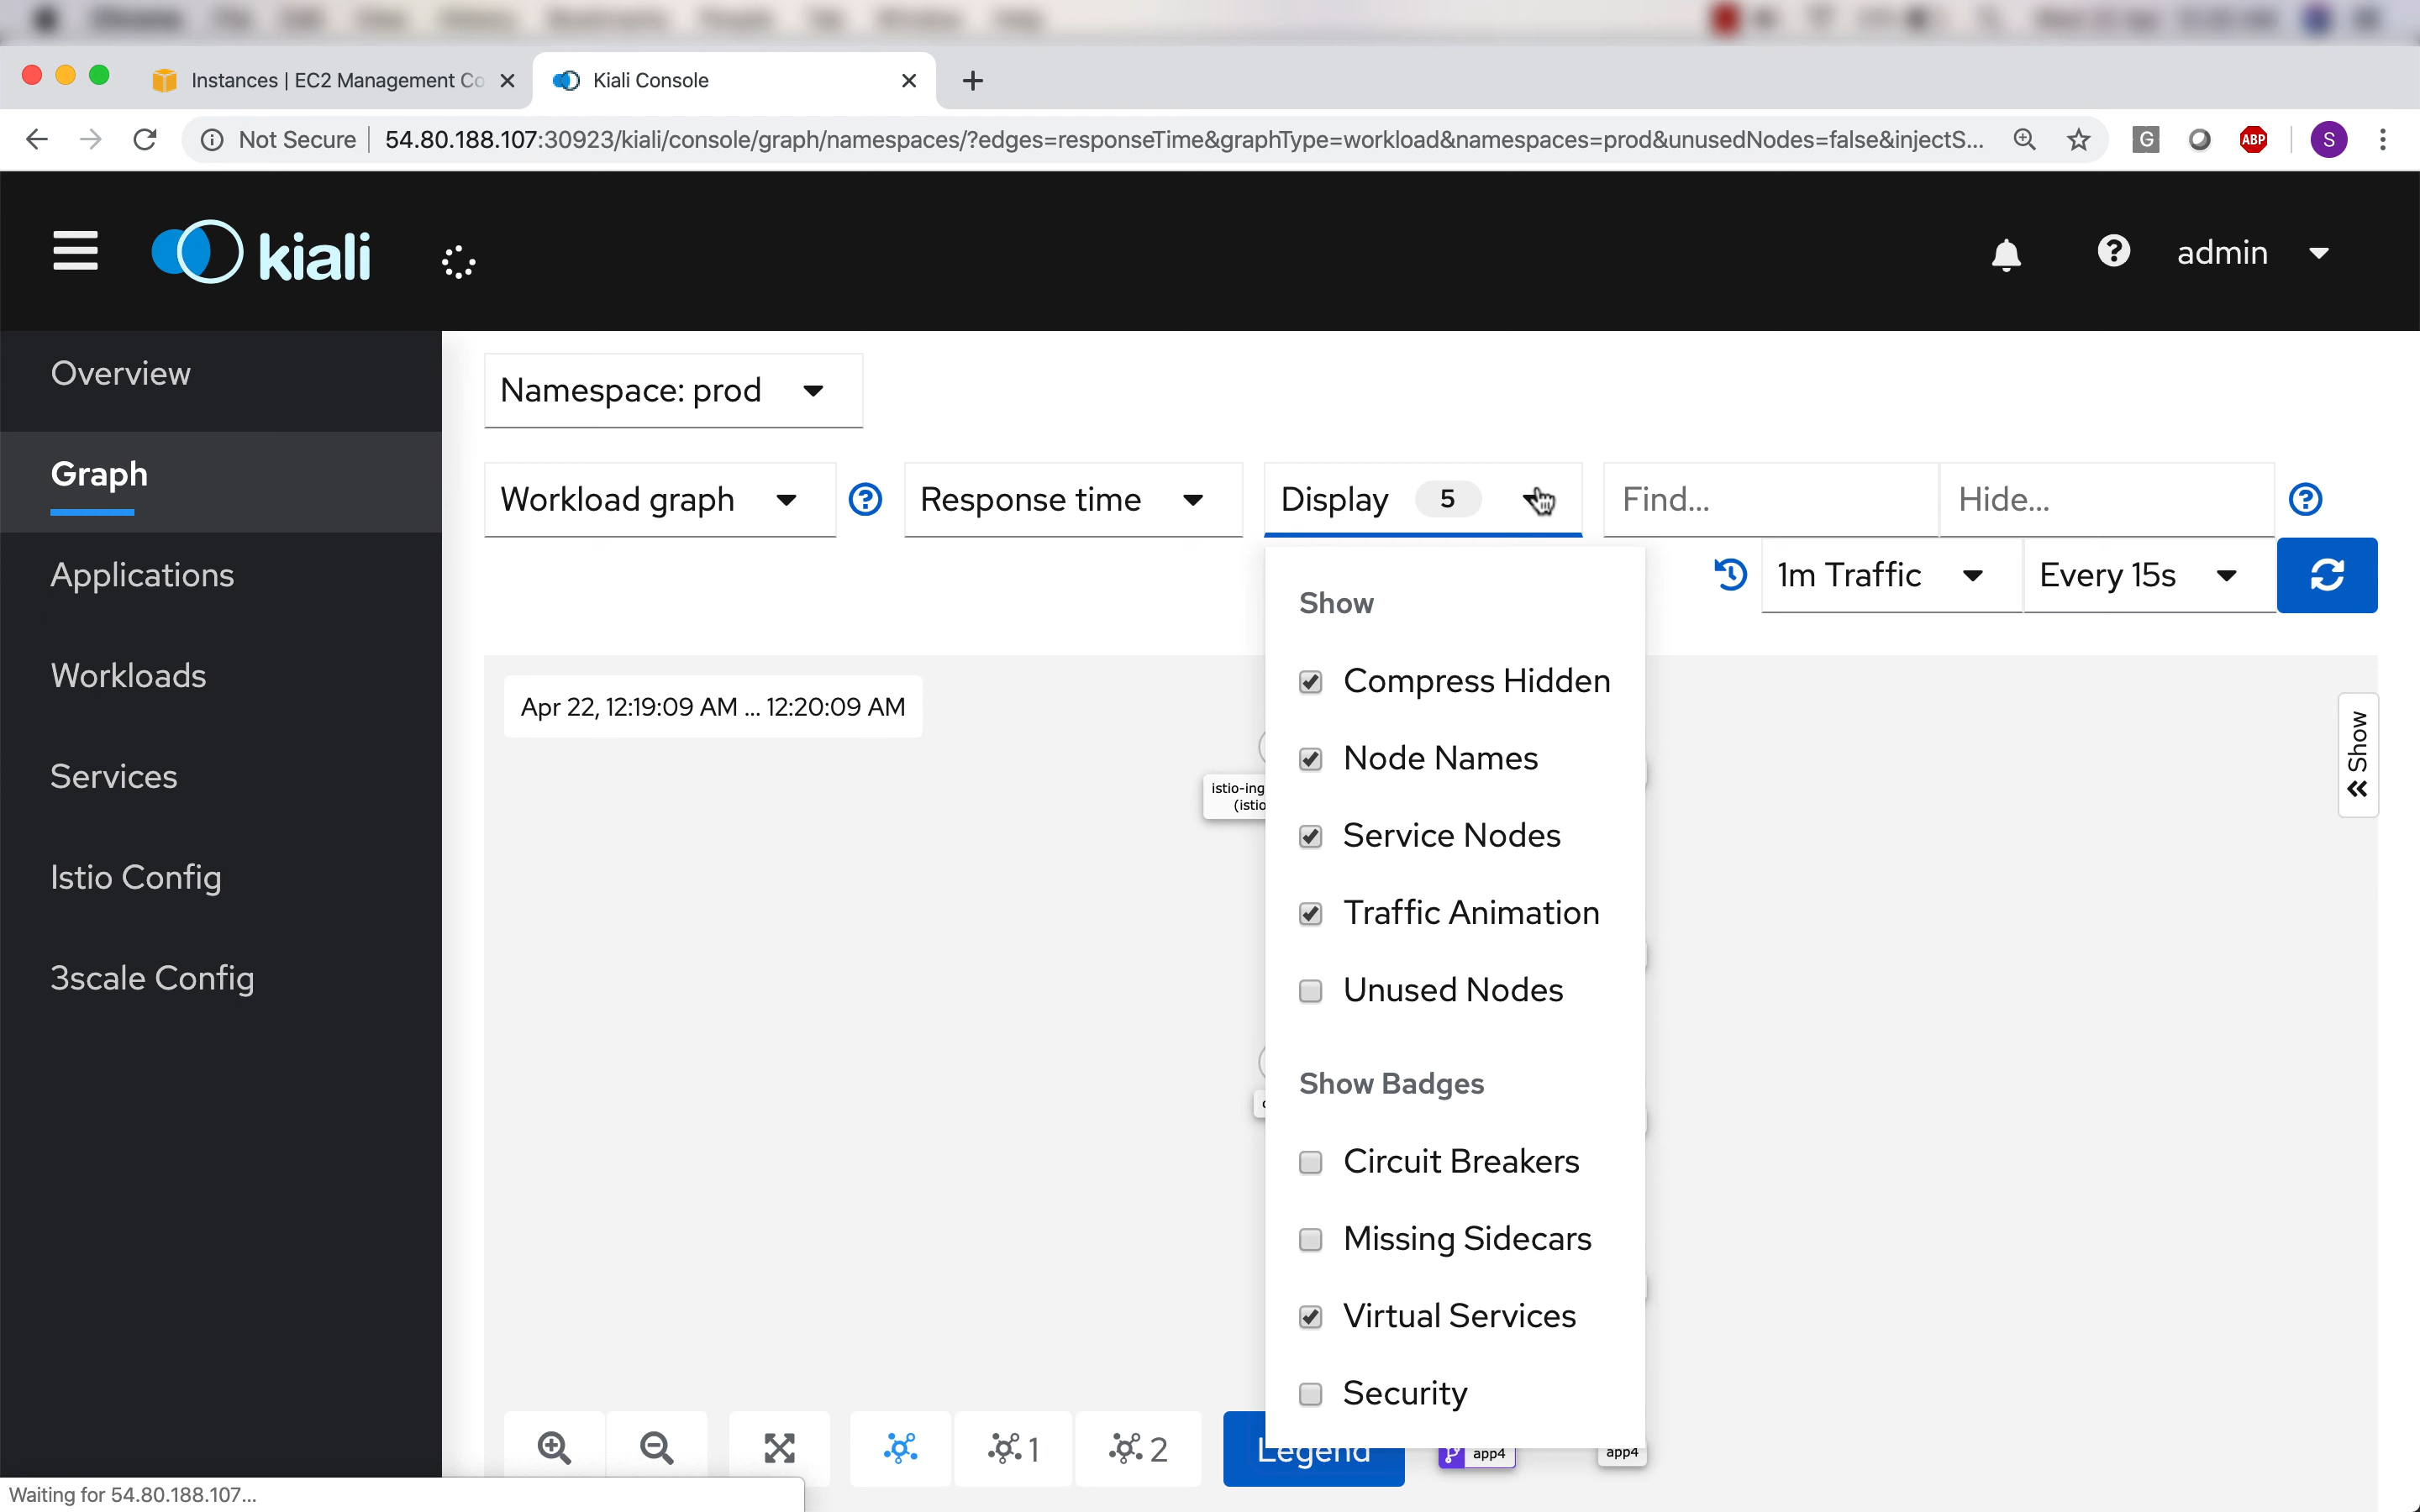 Instances | EC2 Management Co
Kiali Console
Not Secure
54.80.188.107:30923/kiali/console/graph/namespaces/?edges=responseTime&graphType=workload&namespaces=prod&unusedNodes=false&injectS...
G
ABP
S
kiali
admin
Overview
Graph
Applications
Workloads
Services
Istio Config
3scale Config
Namespace: prod
Workload graph
Response time
Display 5
Find...
Hide...
1m Traffic
Every 15s
Show
Compress Hidden
Node Names
Service Nodes
Traffic Animation
Unused Nodes
Show Badges
Circuit Breakers
Missing Sidecars
Virtual Services
Security
Apr 22, 12:19:09 AM ... 12:20:09 AM
istio-ing
(istio
Show
1
2
Legend
app4
app4
Waiting for 54.80.188.107...